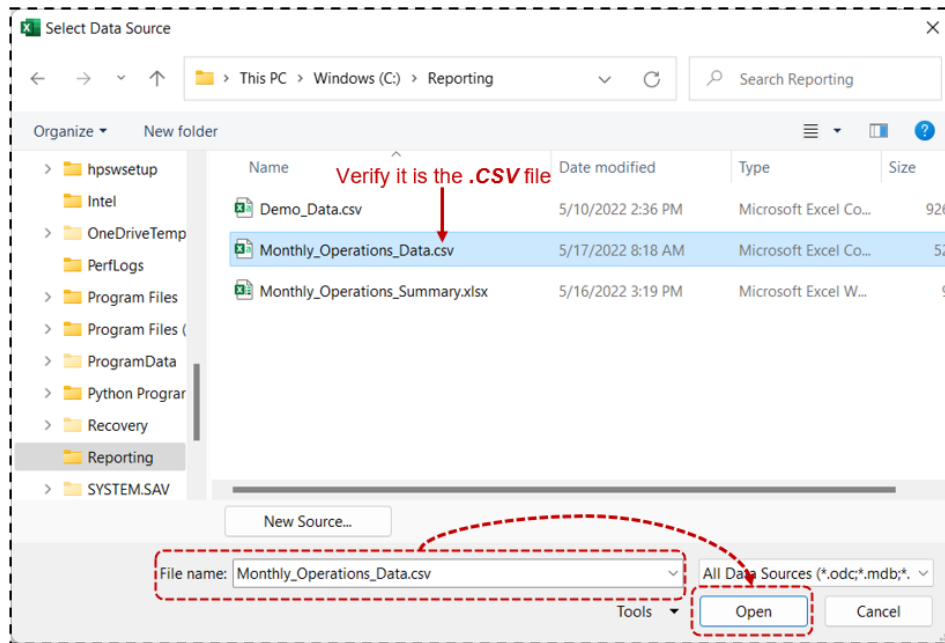 Select Data Source
This PC > Windows (C:) > Reporting
Search Reporting
Organize
New folder
Name
Date modified
Type
Size
Verify it is the .CSV file
hpswsetup
Intel
OneDriveTemp
PerfLogs
Program Files
Program Files (
ProgramData
Python Prograr
Recovery
Reporting
SYSTEM.SAV
Demo_Data.csv 5/10/2022 2:36 PM Microsoft Excel Co... 926
Monthly_Operations_Data.csv 5/17/2022 8:18 AM Microsoft Excel Co... 52
Monthly_Operations_Summary.xlsx 5/16/2022 3:19 PM Microsoft Excel W...
New Source...
File name: Monthly_Operations_Data.csv
All Data Sources (*.odc;*.mdb;*.
Tools
Open
Cancel